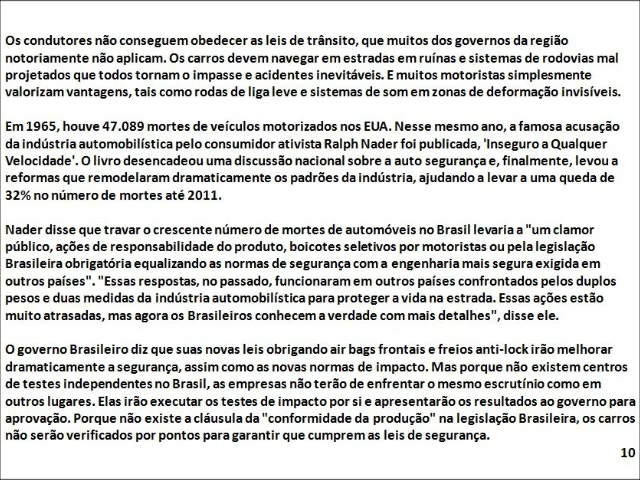 Os condutores não conseguem obedecer as leis de trânsito, que muitos dos governos da região
notoriamente não aplicam. Os carros devem navegar em estradas em ruínas e sistemas de rodovias mal
projetados que todos tornam o impasse e acidentes inevitáveis. E muitos motoristas simplesmente
valorizam vantagens, tais como rodas de liga leve e sistemas de som em zonas de deformação invisíveis.
Em 1965, houve 47.089 mortes de veículos motorizados nos EUA. Nesse mesmo ano, a famosa acusação
da indústria automobilística pelo consumidor ativista Ralph Nader foi publicada, 'Inseguro a Qualquer
Velocidade'. O livro desencadeou uma discussão nacional sobre a auto segurança e, finalmente, levou a
reformas que remodelaram dramaticamente os padrões da indústria, ajudando a levar a uma queda de
32% no número de mortes até 2011.
Nader disse que travar o crescente número de mortes de automóveis no Brasil levaria a "um clamor
público, ações de responsabilidade do produto, boicotes seletivos por motoristas ou pela legislação
Brasileira obrigatória equalizando as normas de segurança com a engenharia mais segura exigida em
outros países". "Essas respostas, no passado, funcionaram em outros países confrontados pelos duplos
pesos e duas medidas da indústria automobilística para proteger a vida na estrada. Essas ações estão
muito atrasadas, mas agora os Brasileiros conhecem a verdade com mais detalhes", disse ele.
O governo Brasileiro diz que suas novas leis obrigando air bags frontais e freios anti-lock irão melhorar
dramaticamente a segurança, assim como as novas normas de impacto. Mas porque não existem centros
de testes independentes no Brasil, as empresas não terão de enfrentar o mesmo escrutínio como em
outros lugares. Elas irão executar os testes de impacto por si e apresentarão os resultados ao governo para
aprovação. Porque não existe a cláusula da "conformidade da produção" na legislação Brasileira, os carros
não serão verificados por pontos para garantir que cumprem as leis de segurança.
10